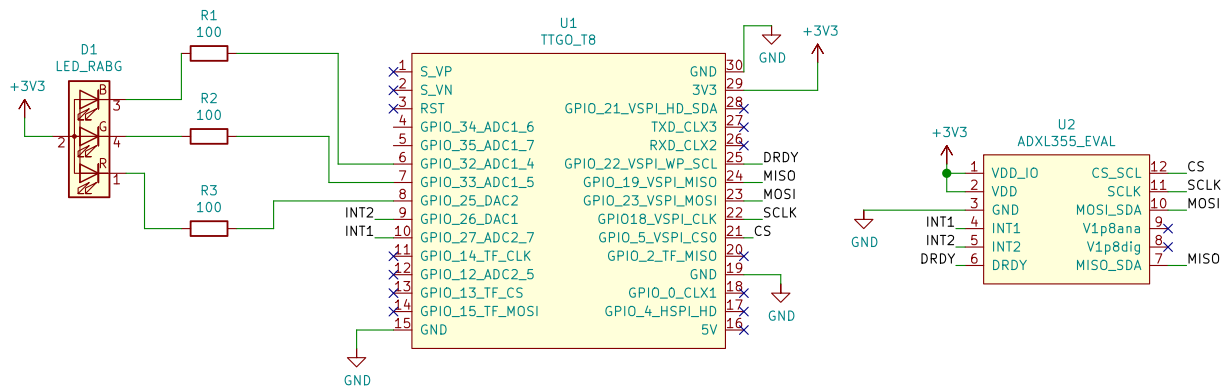 D1
LED_RABG
+3V3
B
3
2
G
4
R
1
R1
100
R2
100
R3
100
U1
TTGO_T8
1 S_VP
2 S_VN
3 RST
4 GPIO_34_ADC1_6
5 GPIO_35_ADC1_7
6 GPIO_32_ADC1_4
7 GPIO_33_ADC1_5
8 GPIO_25_DAC2
INT2 9 GPIO_26_DAC1
INT1 10 GPIO_27_ADC2_7
11 GPIO_14_TF_CLK
12 GPIO_12_ADC2_5
13 GPIO_13_TF_CS
14 GPIO_15_TF_MOSI
15 GND
GND
GND 30
3V3 29
GPIO_21_VSPI_HD_SDA 28
TXD_CLX3 27
RXD_CLX2 26
GPIO_22_VSPI_WP_SCL 25 DRDY
GPIO_19_VSPI_MISO 24 MISO
GPIO_23_VSPI_MOSI 23 MOSI
GPIO18_VSPI_CLK 22 SCLK
GPIO_5_VSPI_CS0 21 CS
GPIO_2_TF_MISO 20
GND 19
GPIO_0_CLX1 18
GPIO_4_HSPI_HD 17
5V 16
GND
+3V3
GND
U2
ADXL355_EVAL
+3V3
GND
1 VDD_IO
2 VDD
3 GND
INT1 4 INT1
INT2 5 INT2
DRDY 6 DRDY
CS_SCL 12 CS
SCLK 11 SCLK
MOSI_SDA 10 MOSI
V1p8ana 9
V1p8dig 8
MISO_SDA 7 MISO